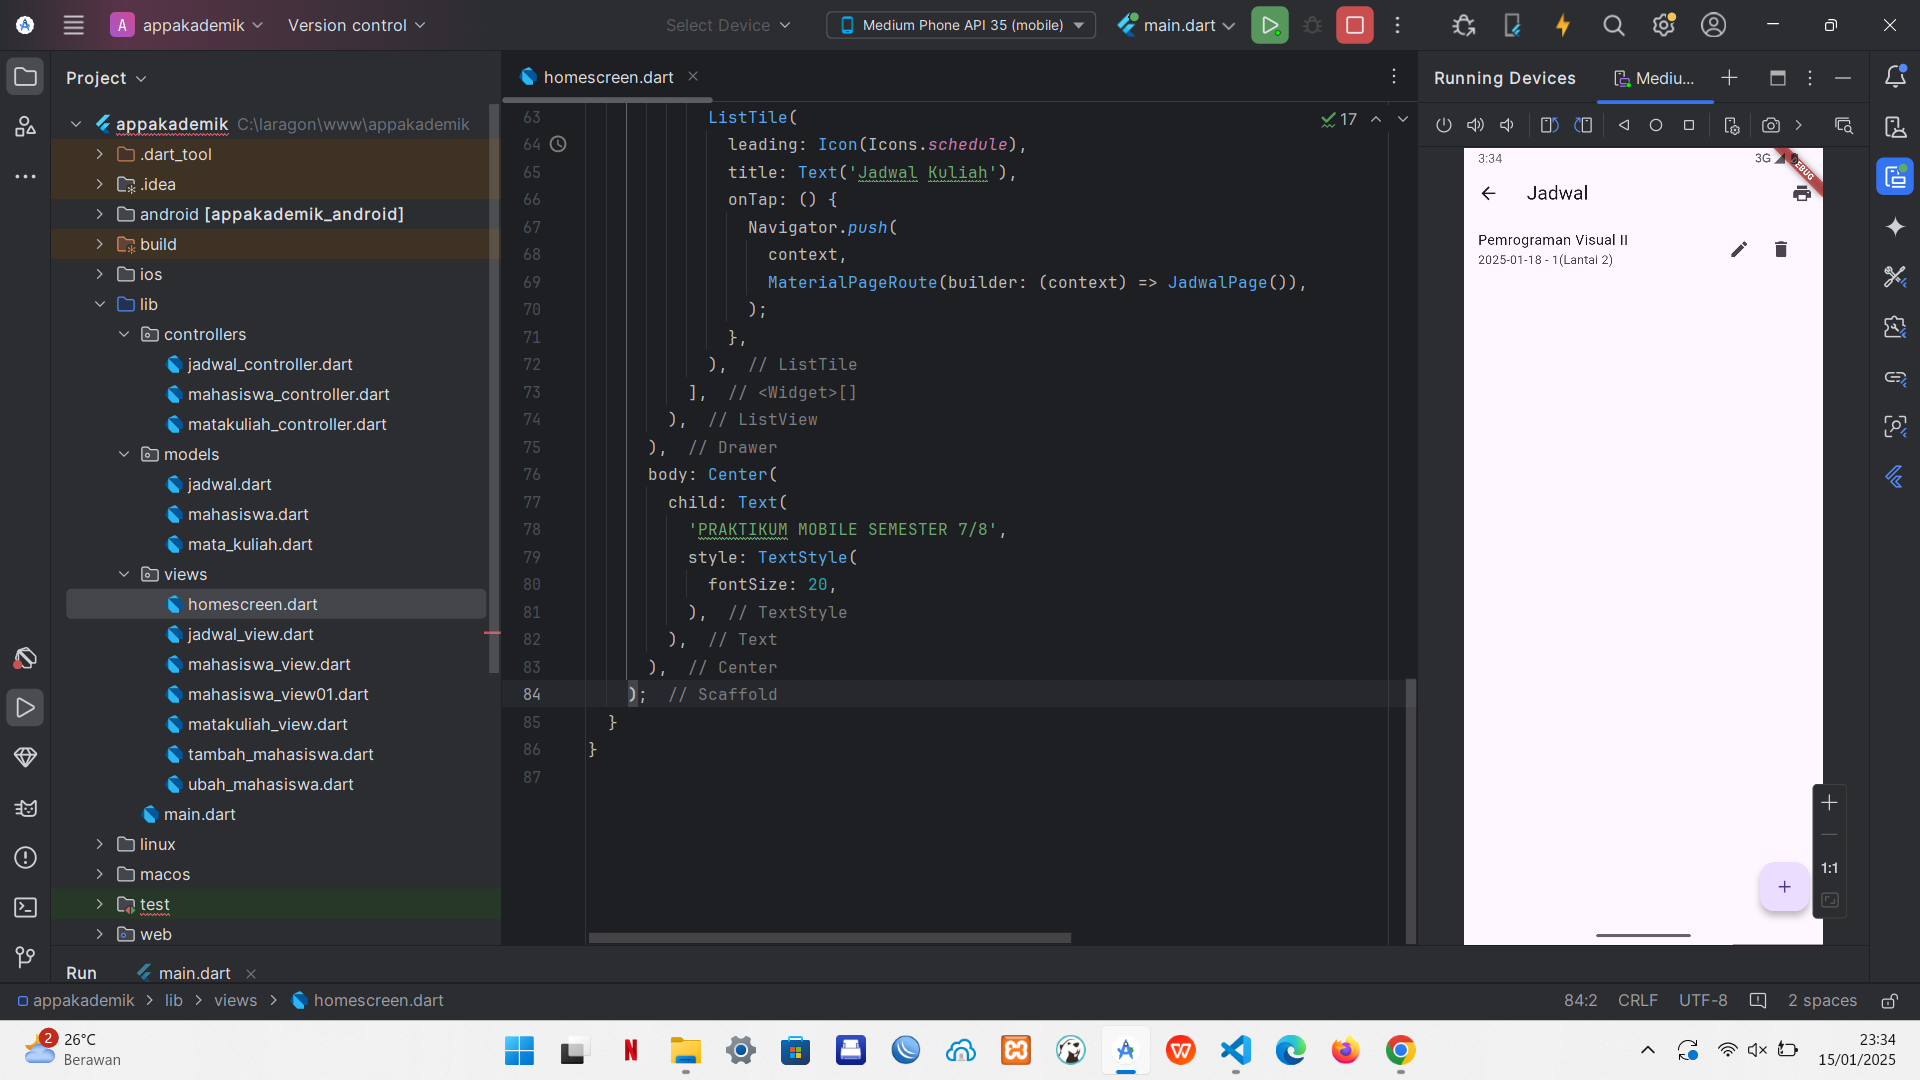 A appakademik Version control Select Device Medium Phone API 35 (mobile) main.dart
Project
appakademik C:\laragon\www\appakademik
.dart_tool
.idea
android [appakademik_android]
build
ios
lib
controllers
jadwal_controller.dart
mahasiswa_controller.dart
matakuliah_controller.dart
models
jadwal.dart
mahasiswa.dart
mata_kuliah.dart
views
homescreen.dart
jadwal_view.dart
mahasiswa_view.dart
mahasiswa_view01.dart
matakuliah_view.dart
tambah_mahasiswa.dart
ubah_mahasiswa.dart
main.dart
linux
macos
test
web
homescreen.dart
17
63 ListTile(
64 leading: Icon(Icons.schedule),
65 title: Text('Jadwal Kuliah'),
66 onTap: () {
67 Navigator.push(
68 context,
69 MaterialPageRoute(builder: (context) => JadwalPage()),
70 );
71 },
72 ), // ListTile
73 ], // <Widget>[]
74 ), // ListView
75 ), // Drawer
76 body: Center(
77 child: Text(
78 'PRAKTIKUM MOBILE SEMESTER 7/8',
79 style: TextStyle(
80 fontSize: 20,
81 ), // TextStyle
82 ), // Text
83 ), // Center
84 ); // Scaffold
85 }
86 }
87
Running Devices Mediu...
3:34 3G
DEBUG
Jadwal
Pemrograman Visual II
2025-01-18 - 1(Lantai 2)
+
1:1
Run main.dart
appakademik > lib > views > homescreen.dart 84:2 CRLF UTF-8 2 spaces
2 26°C
Berawan
N
W
23:34
15/01/2025